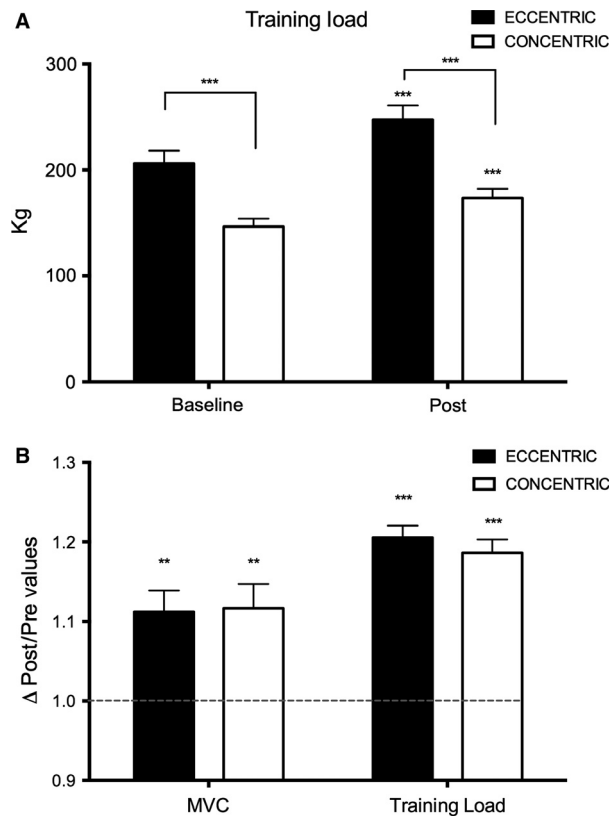 A
Training load
ECCENTRIC
CONCENTRIC
300
200
100
0
Kg
***
***
***
***
Baseline
Post
B
ECCENTRIC
CONCENTRIC
1.3
1.2
1.1
1.0
0.9
Δ Post/Pre values
**
**
***
***
MVC
Training Load